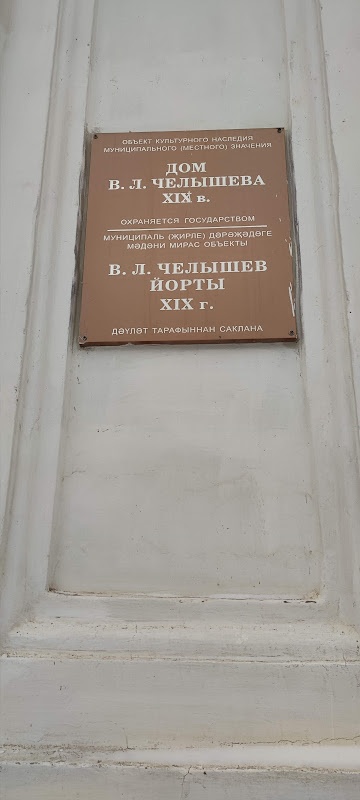 ОБЪЕКТ КУЛЬТУРНОГО НАСЛЕДИЯ
МУНИЦИПАЛЬНОГО (МЕСТНОГО) ЗНАЧЕНИЯ
ДОМ
В. Л. ЧЕЛЫШЕВА
XIX в.
ОХРАНЯЕТСЯ ГОСУДАРСТВОМ
МУНИЦИПАЛЬ (ҖИРЛЕ) ДӘРӘҖӘДӘГЕ
МӘДӘНИ МИРАС ОБЪЕКТЫ
В. Л. ЧЕЛЫШЕВ
ЙОРТЫ
XIX г.
ДӘҮЛӘТ ТАРАФЫННАН САКЛАНА